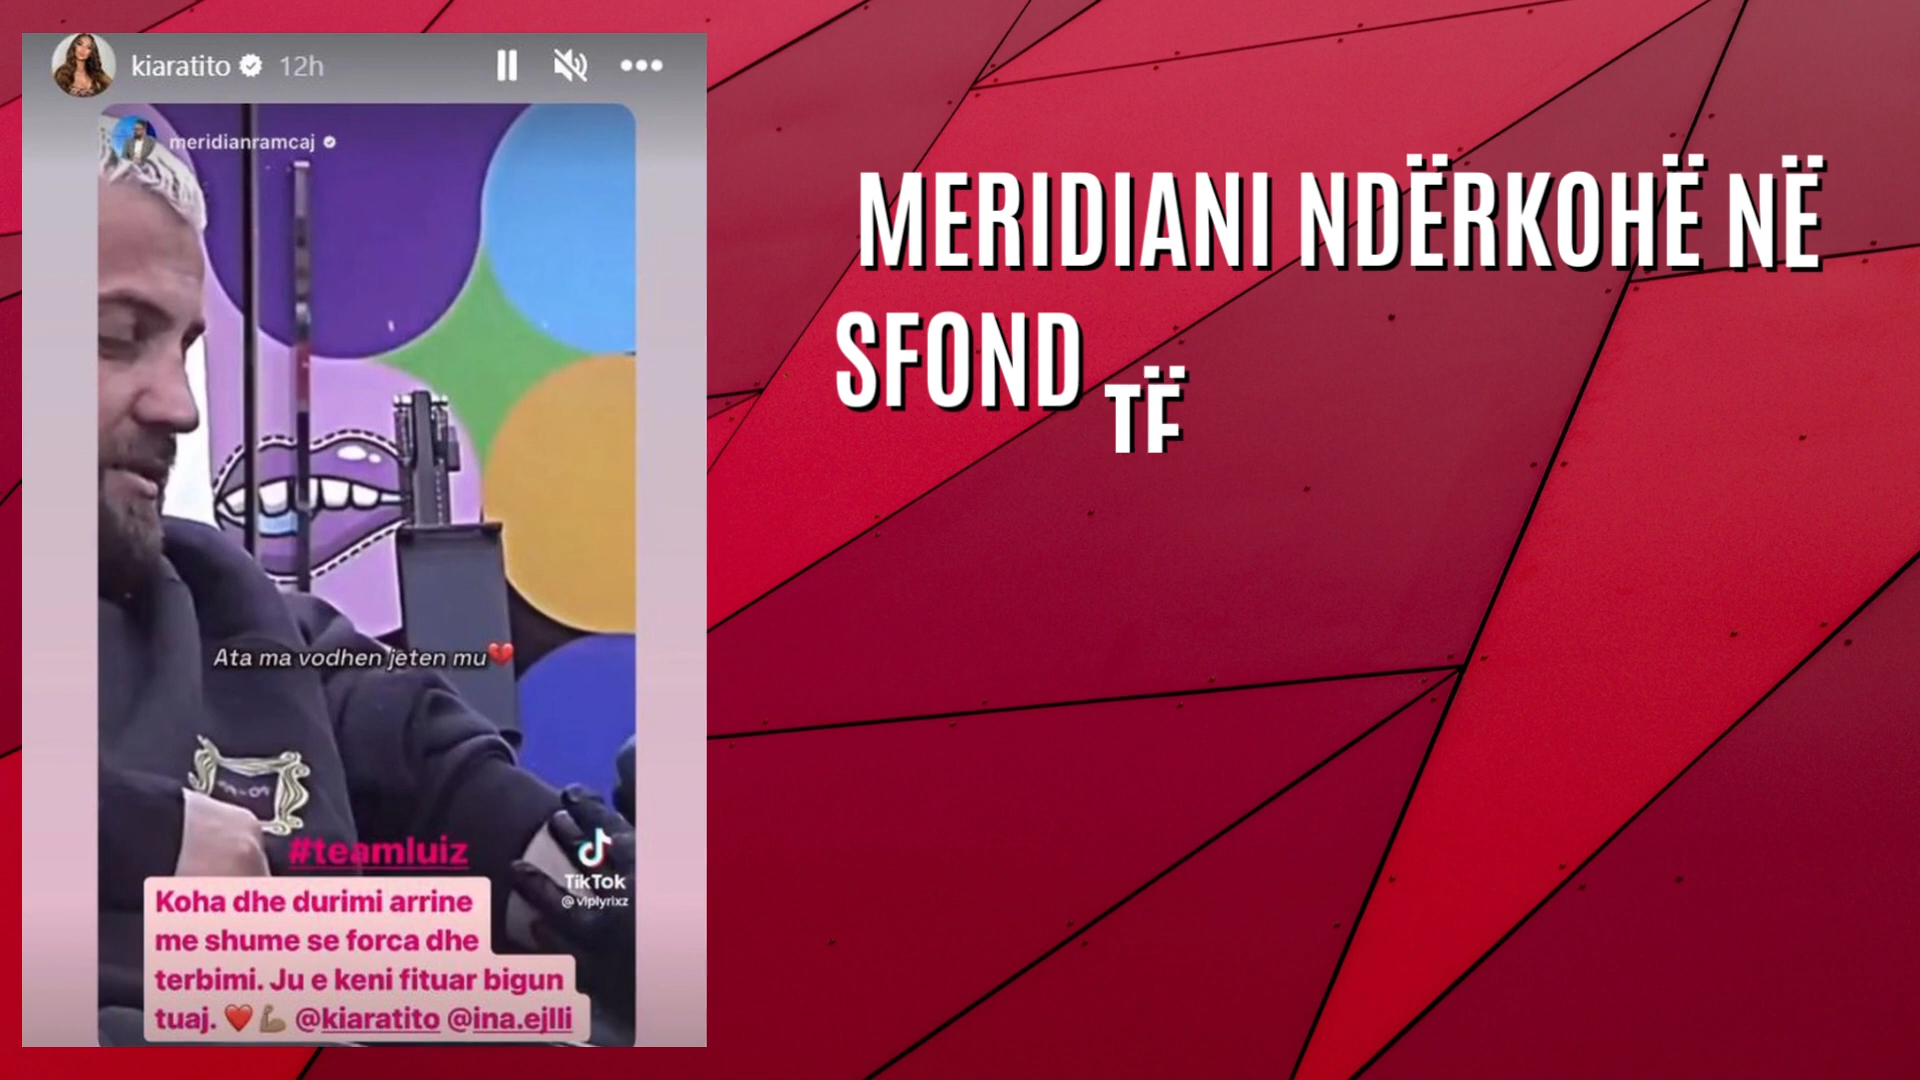 kiaratito 12h
meridianramcaj
MERIDIANI NDËRKOHË NË
SFOND TË
Ata ma vodhen jeten mu💔
#teamluiz
TikTok
@viplyrixz
Koha dhe durimi arrine
me shume se forca dhe
terbimi. Ju e keni fituar bigun
tuaj. ❤️💪🏽 @kiaratito @ina.ejlli